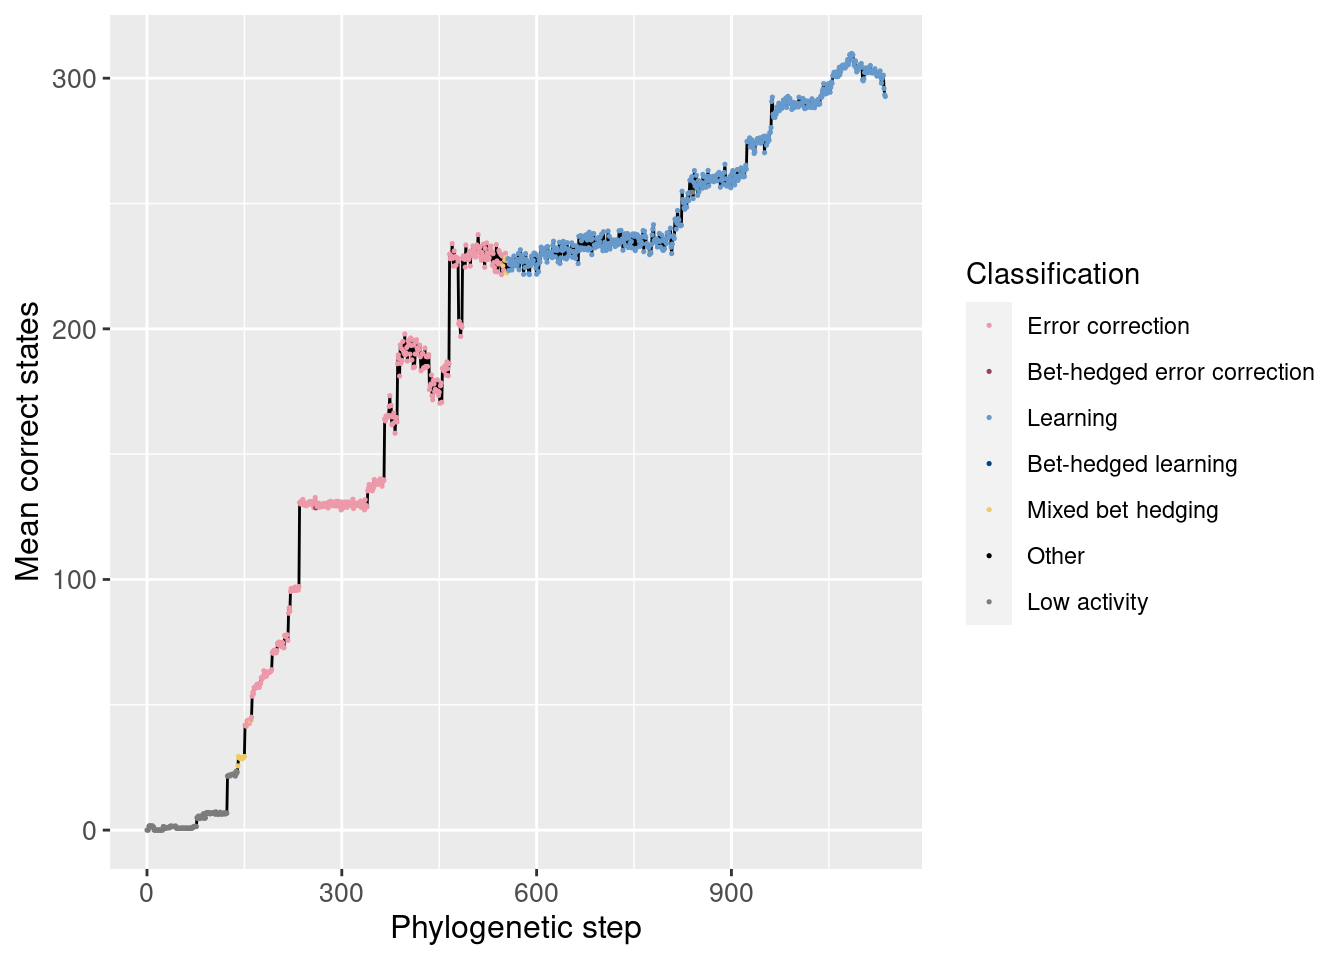 300
200
100
0
Mean correct states
0 300 600 900
Phylogenetic step
Classification
Error correction
Bet-hedged error correction
Learning
Bet-hedged learning
Mixed bet hedging
Other
Low activity